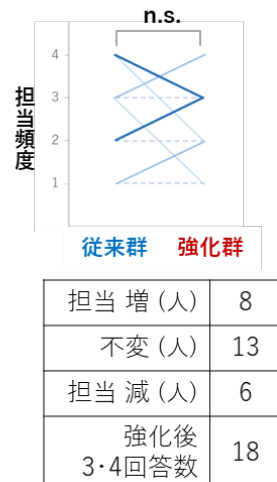 n.s.
担当頻度
4
3
2
1
従来群 強化群
担当 増 (人) 8
不変 (人) 13
担当 減 (人) 6
強化後
3・4回答数 18